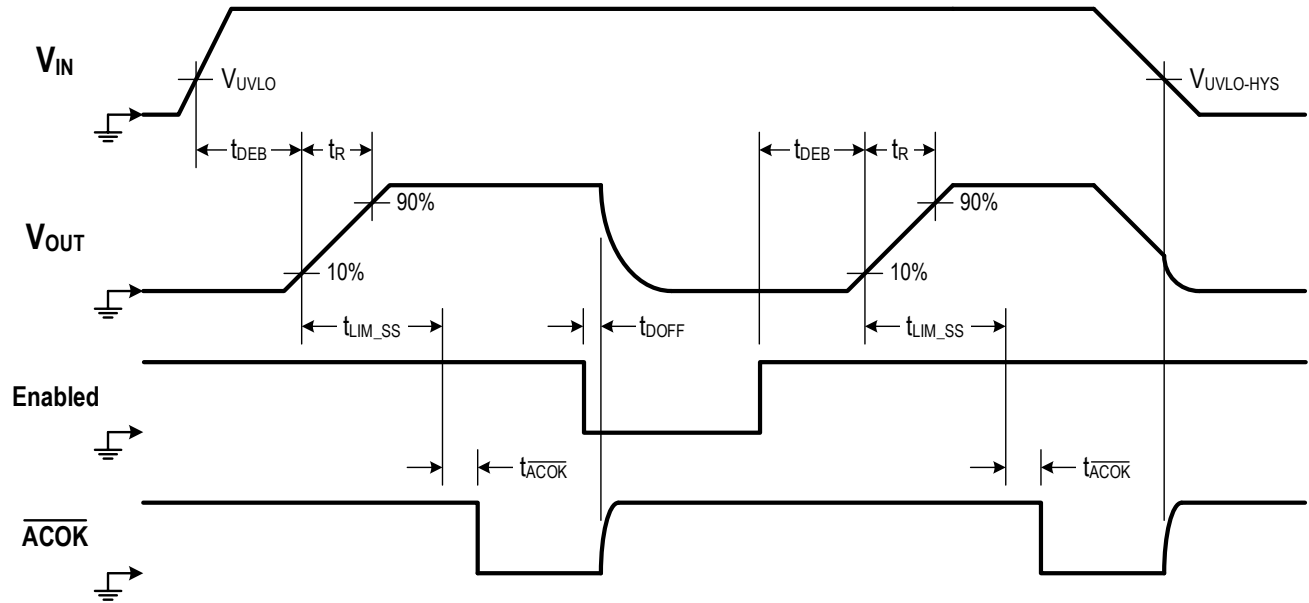 VIN
VUVLO
VUVLO-HYS
tDEB
tR
tDEB
tR
VOUT
90%
10%
90%
10%
tLIM_SS
tDOFF
tLIM_SS
Enabled
tACOK
tACOK
ACOK